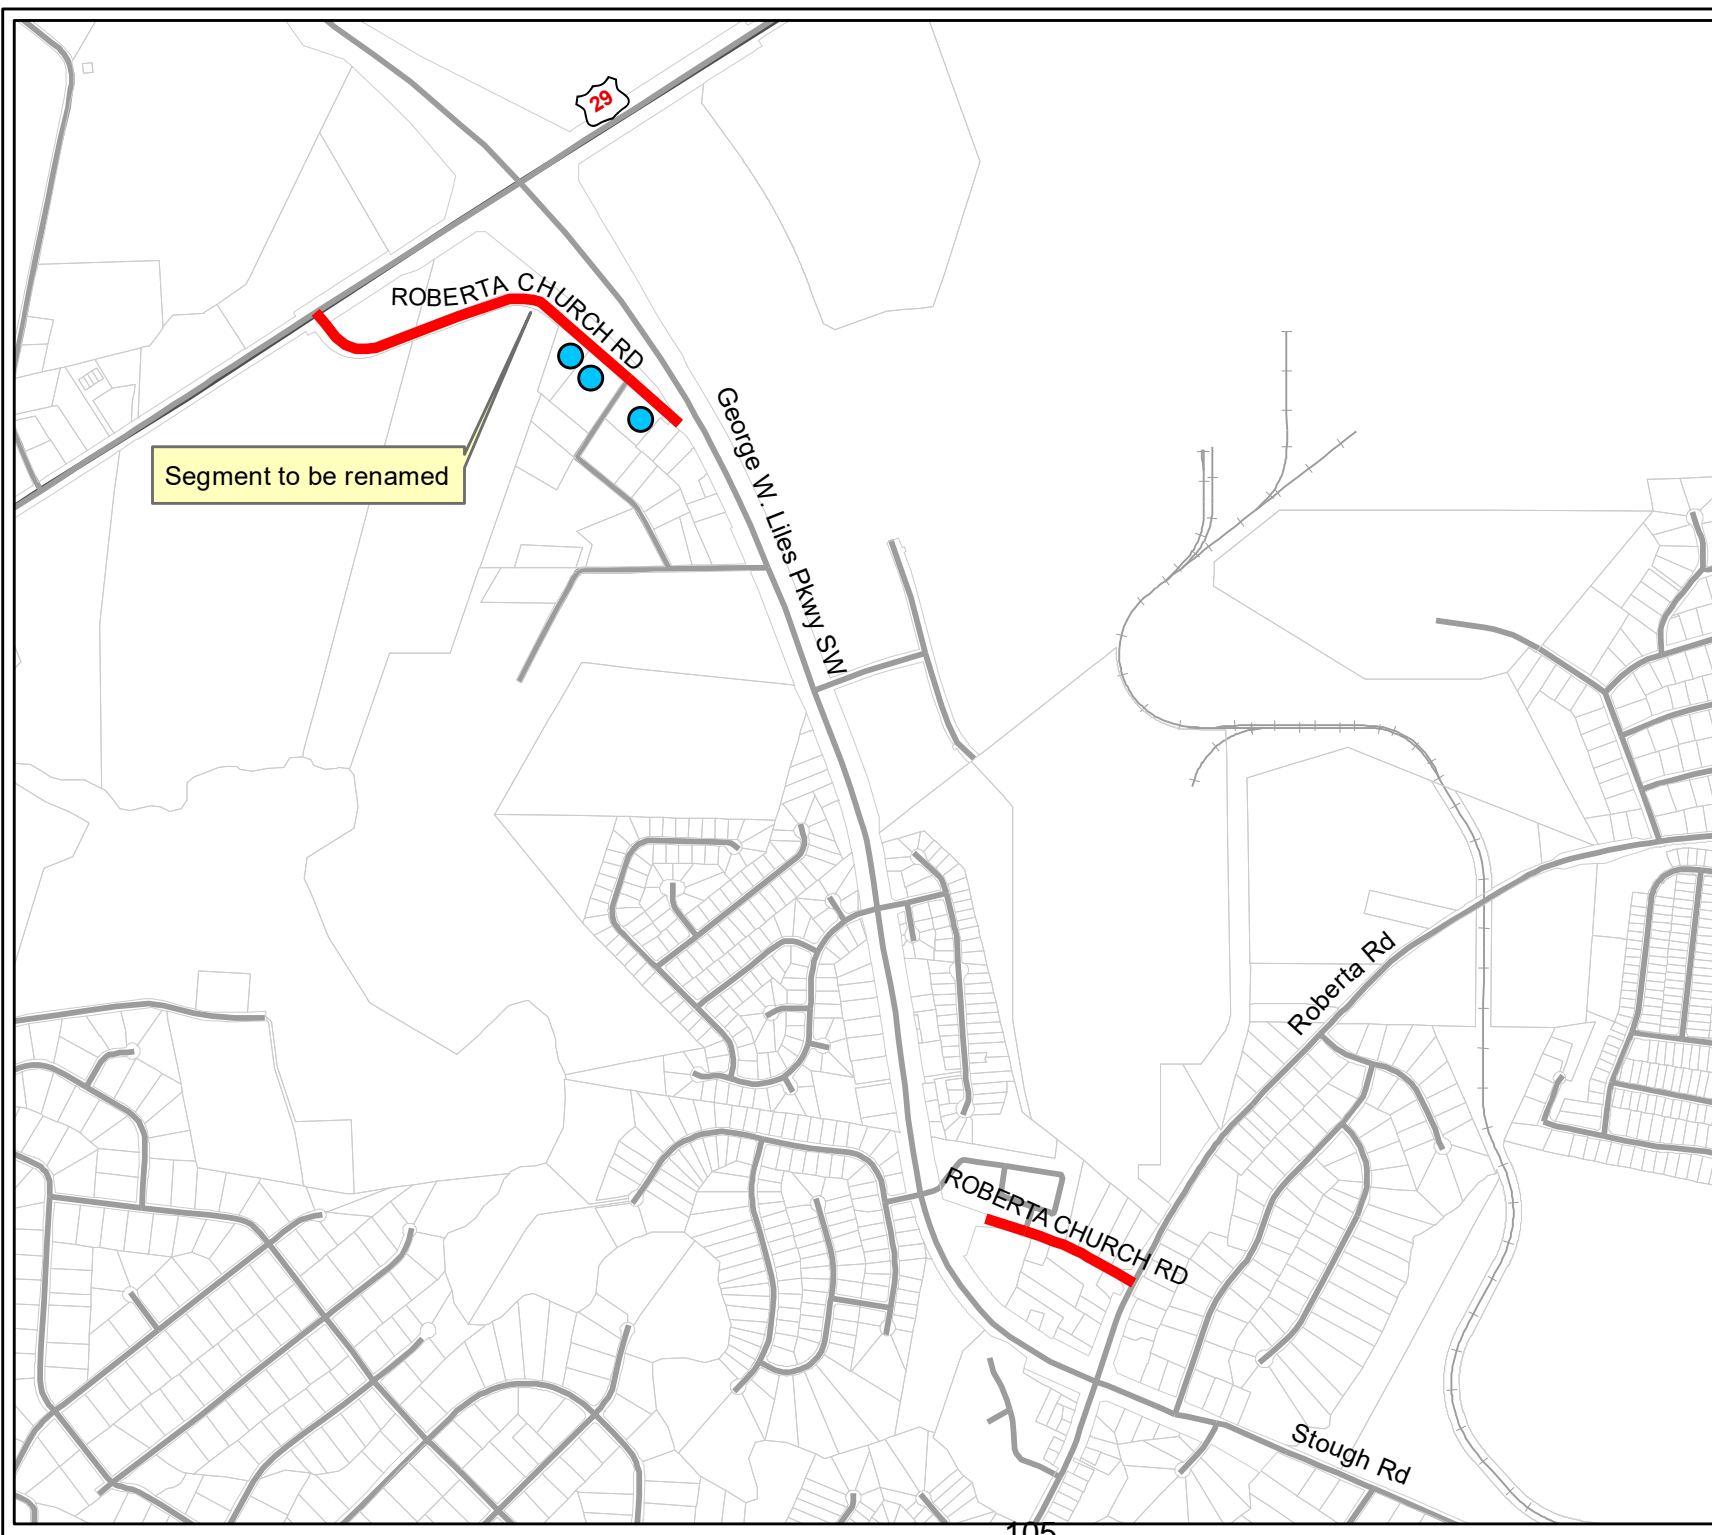 29
ROBERTA CHURCH RD
Segment to be renamed
George W. Liles Pkwy SW
Roberta Rd
ROBERTA CHURCH RD
Stough Rd
105